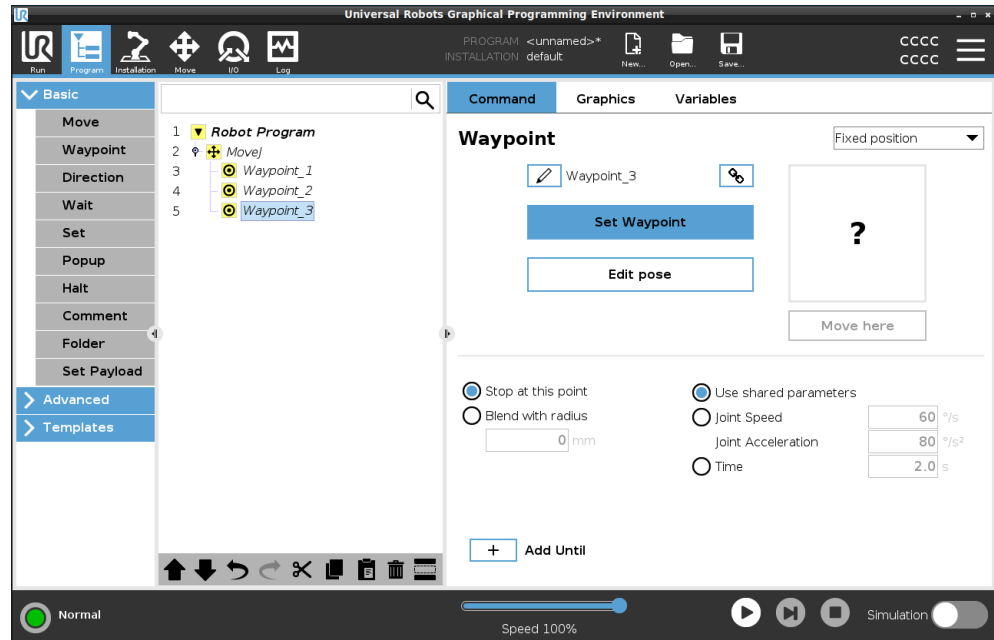 Universal Robots Graphical Programming Environment
UR
PROGRAM <unnamed>*
INSTALLATION default
CCCC
CCCC
Run Program Installation Move I/O Log New... Open... Save...
Basic
Move
Waypoint
Direction
Wait
Set
Popup
Halt
Comment
Folder
Set Payload
Advanced
Templates
1 Robot Program
2 MoveJ
3 Waypoint_1
4 Waypoint_2
5 Waypoint_3
Command Graphics Variables
Waypoint
Fixed position
Waypoint_3
Set Waypoint
Edit pose
?
Move here
Stop at this point
Blend with radius
0 mm
Use shared parameters
Joint Speed 60 °/s
Joint Acceleration 80 °/s²
Time 2.0 s
+ Add Until
Normal
Speed 100%
Simulation